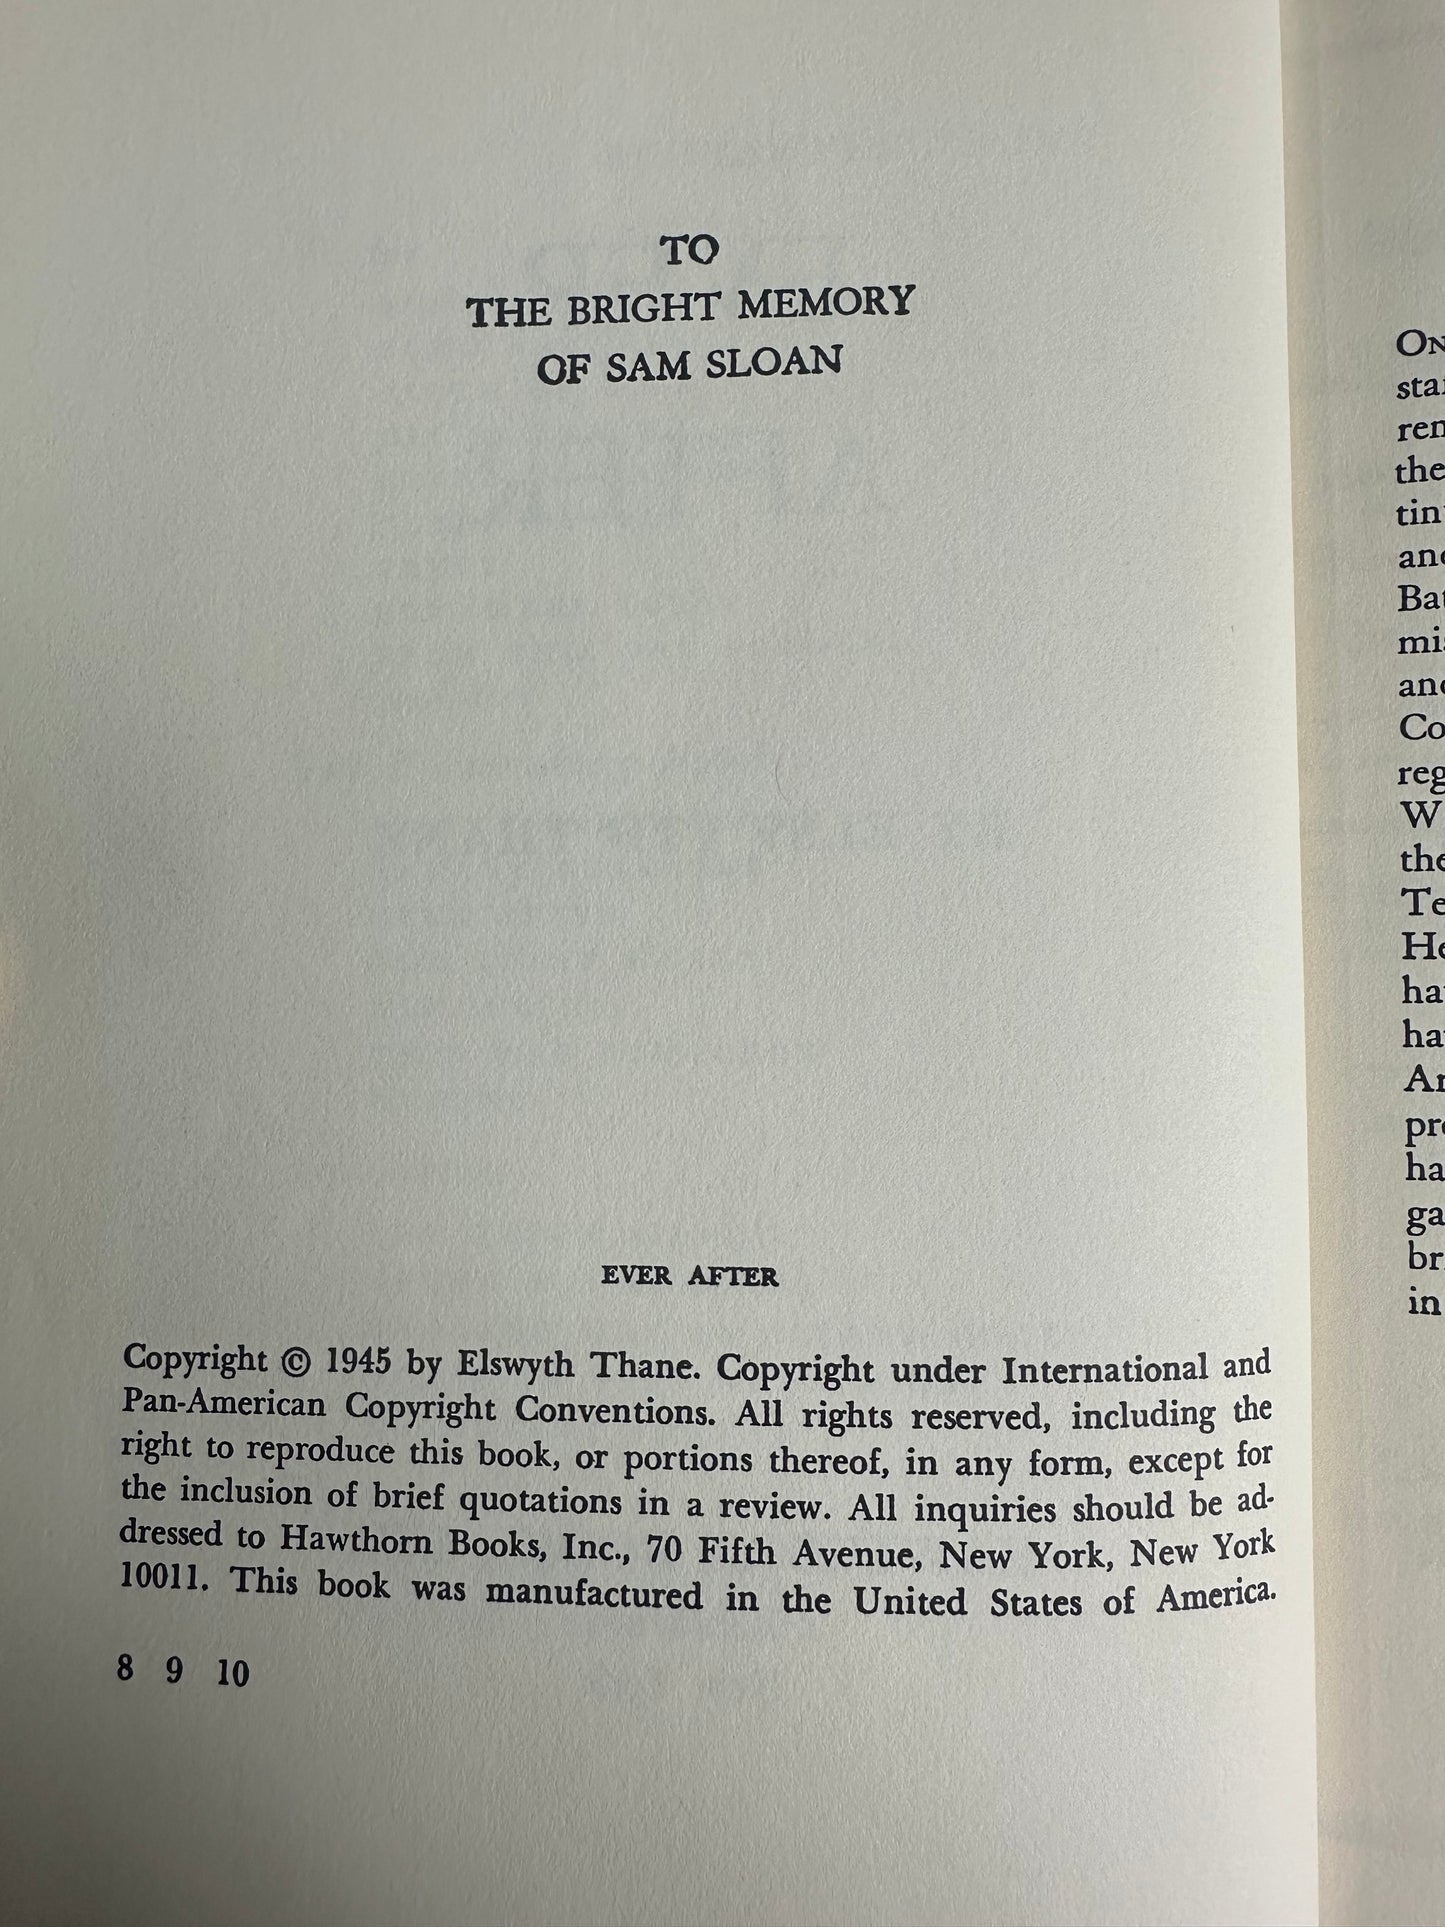 TO
THE BRIGHT MEMORY
OF SAM SLOAN
EVER AFTER
Copyright © 1945 by Elswyth Thane. Copyright under International and
Pan-American Copyright Conventions. All rights reserved, including the
right to reproduce this book, or portions thereof, in any form, except for
the inclusion of brief quotations in a review. All inquiries should be ad-
dressed to Hawthorn Books, Inc., 70 Fifth Avenue, New York, New York
10011. This book was manufactured in the United States of America.
8 9 10